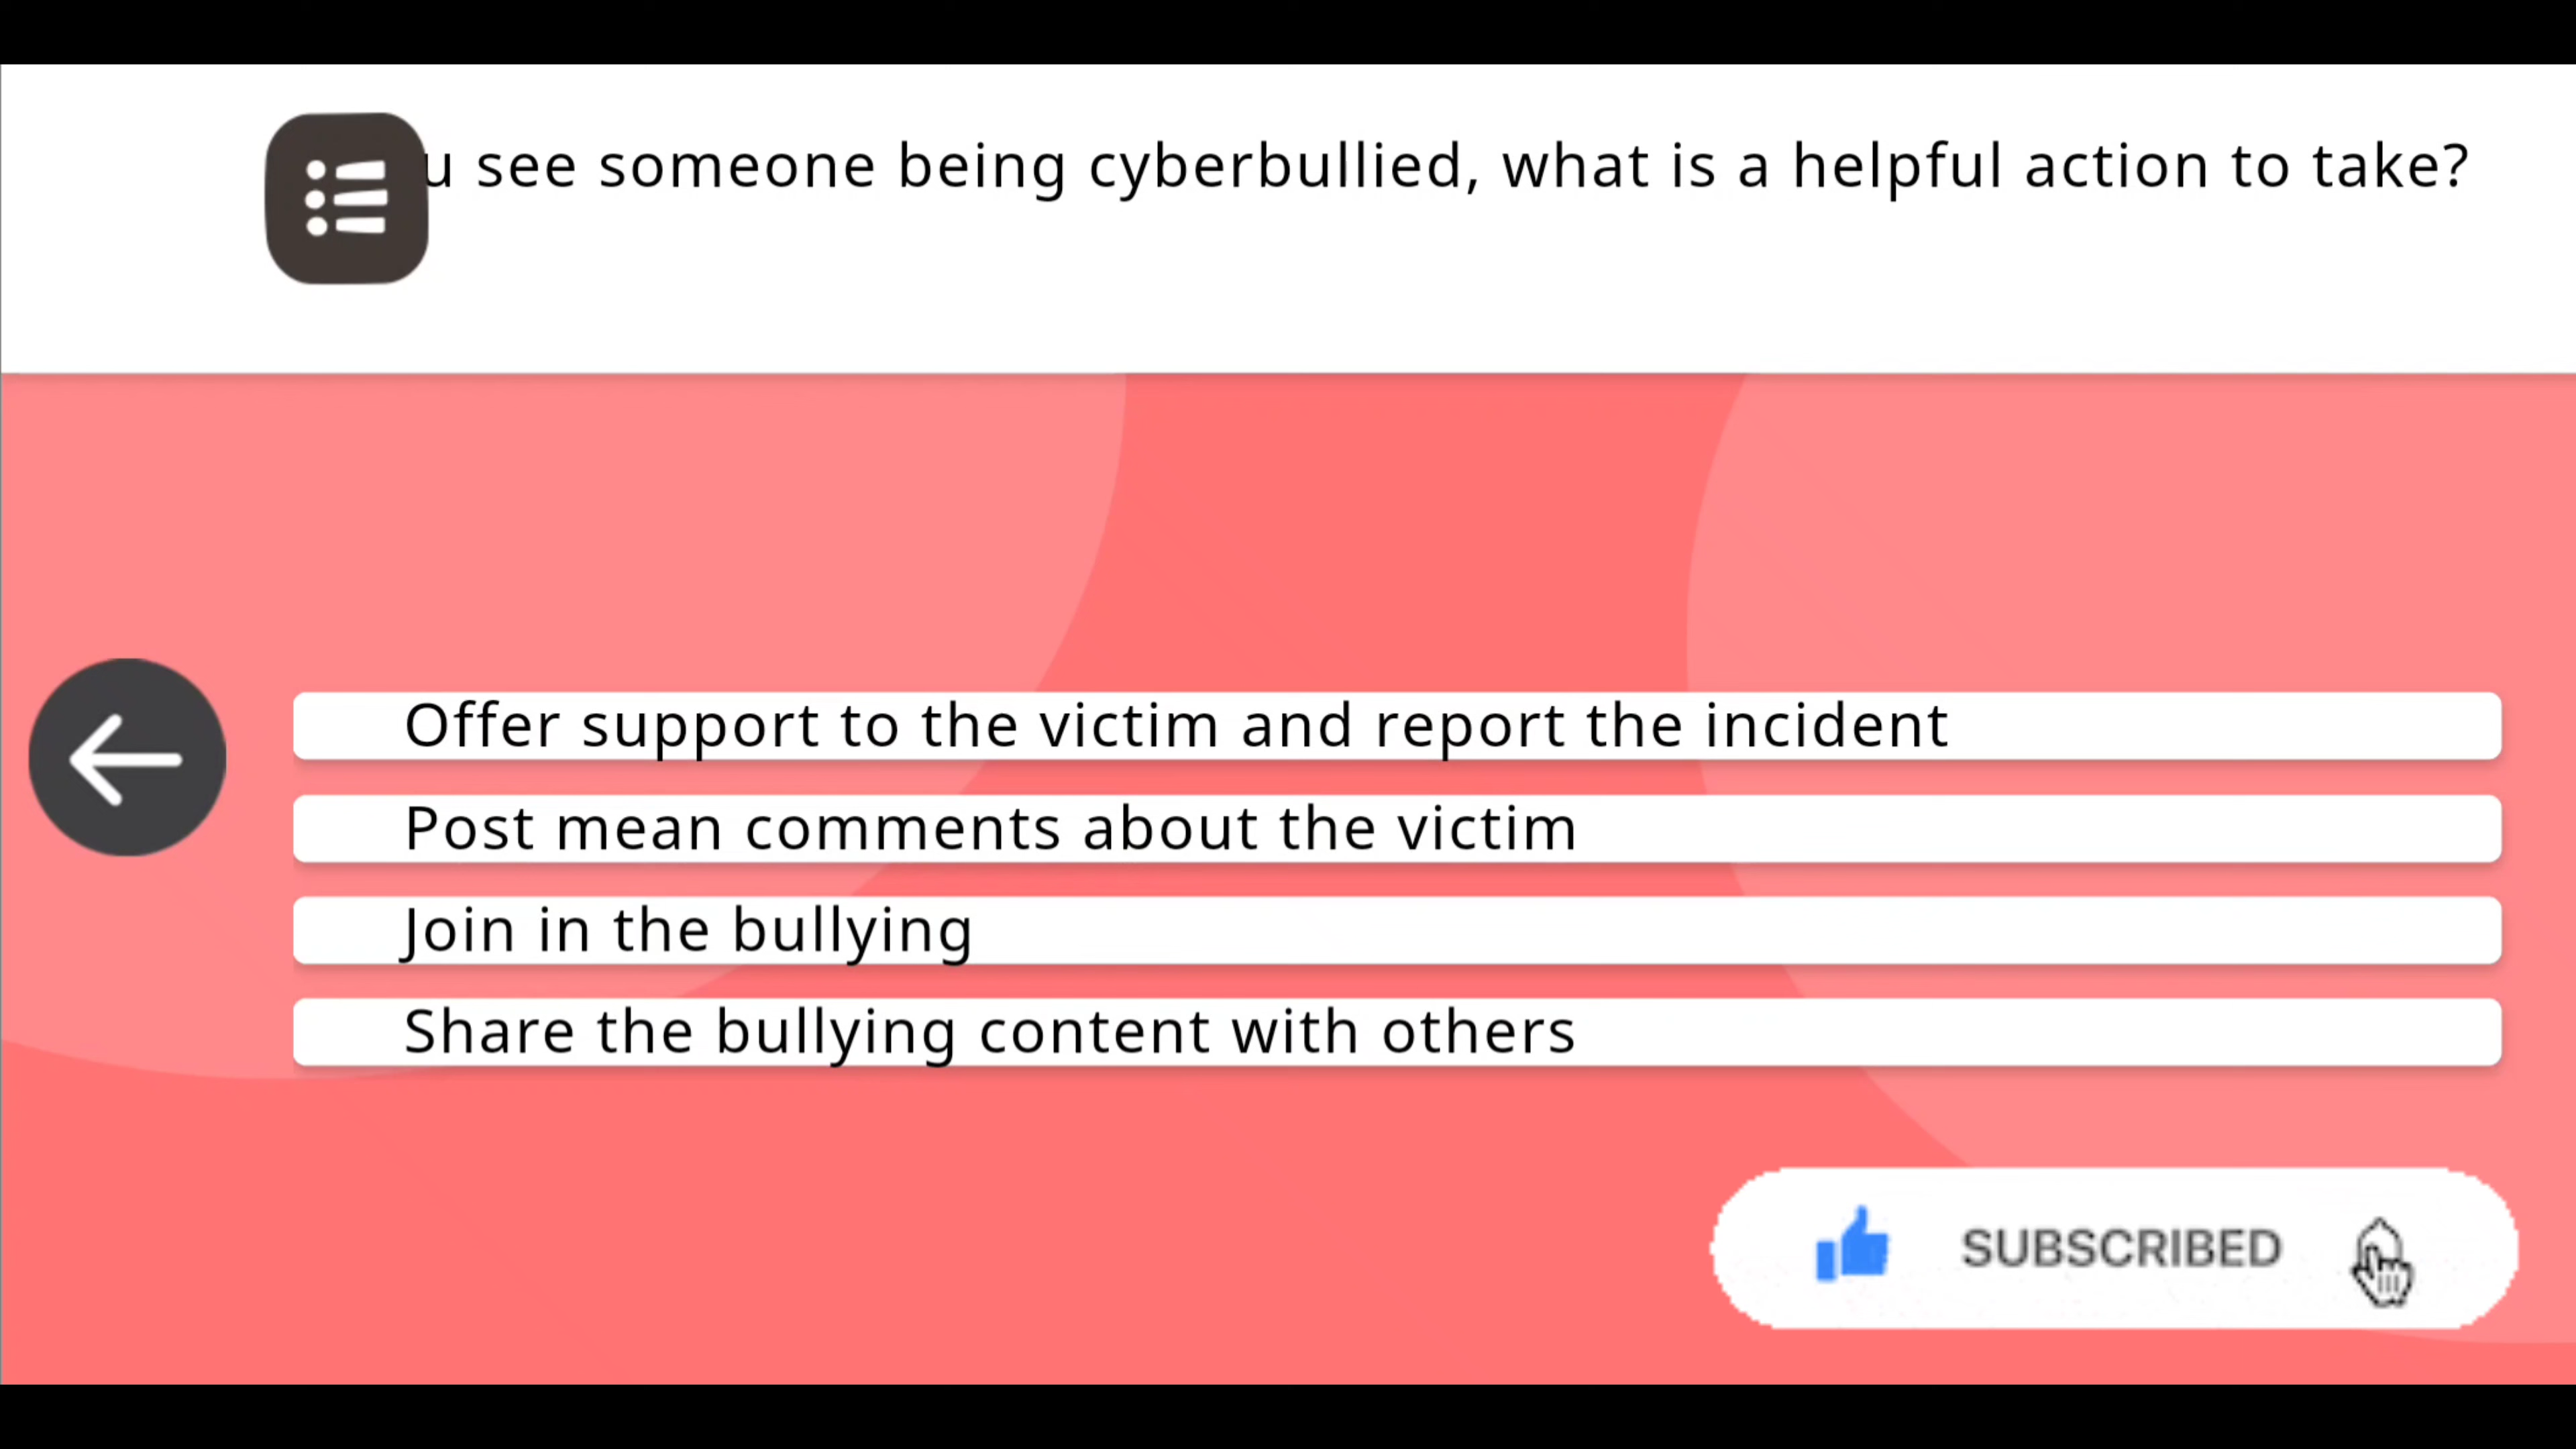 see someone being cyberbullied, what is a helpful action to take?
Offer support to the victim and report the incident
Post mean comments about the victim
Join in the bullying
Share the bullying content with others
SUBSCRIBED